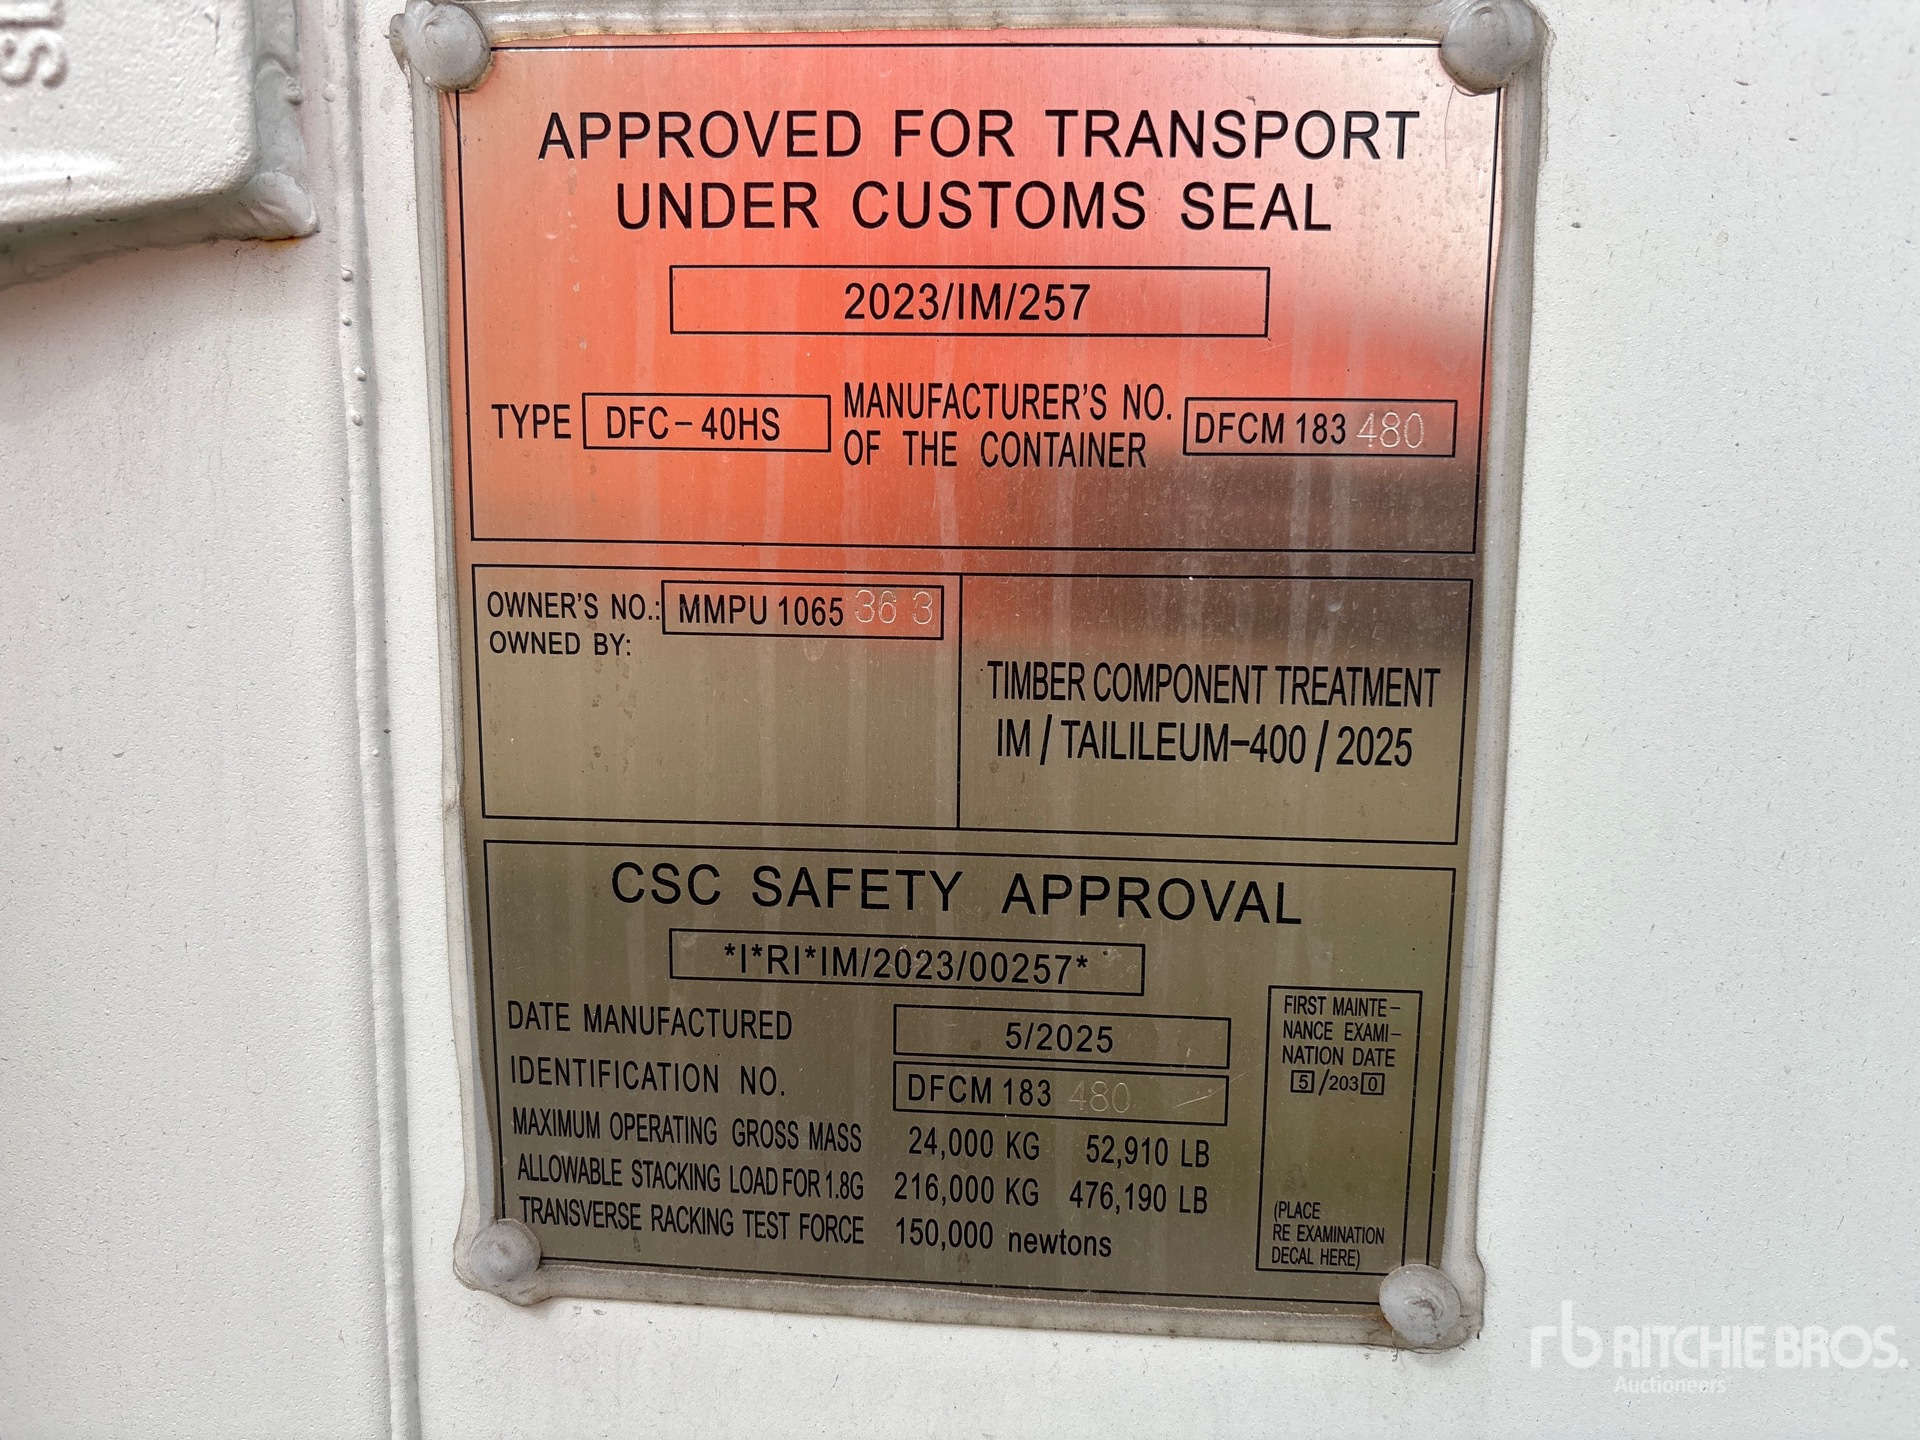 APPROVED FOR TRANSPORT
UNDER CUSTOMS SEAL
2023/IM/257
TYPE DFC-40HS MANUFACTURER'S NO. OF THE CONTAINER DFCM 183 480
OWNER'S NO.: MMPU 1065 36 3
OWNED BY:
TIMBER COMPONENT TREATMENT
IM / TAILILEUM-400 / 2025
CSC SAFETY APPROVAL
*I*RI*IM/2023/00257*
DATE MANUFACTURED 5/2025
IDENTIFICATION NO. DFCM 183 480
MAXIMUM OPERATING GROSS MASS 24,000 KG 52,910 LB
ALLOWABLE STACKING LOAD FOR 1.8G 216,000 KG 476,190 LB
TRANSVERSE RACKING TEST FORCE 150,000 newtons
FIRST MAINTE-
NANCE EXAMI-
NATION DATE
5/2030
(PLACE
RE EXAMINATION
DECAL HERE)
rb RITCHIE BROS.
Auctioneers